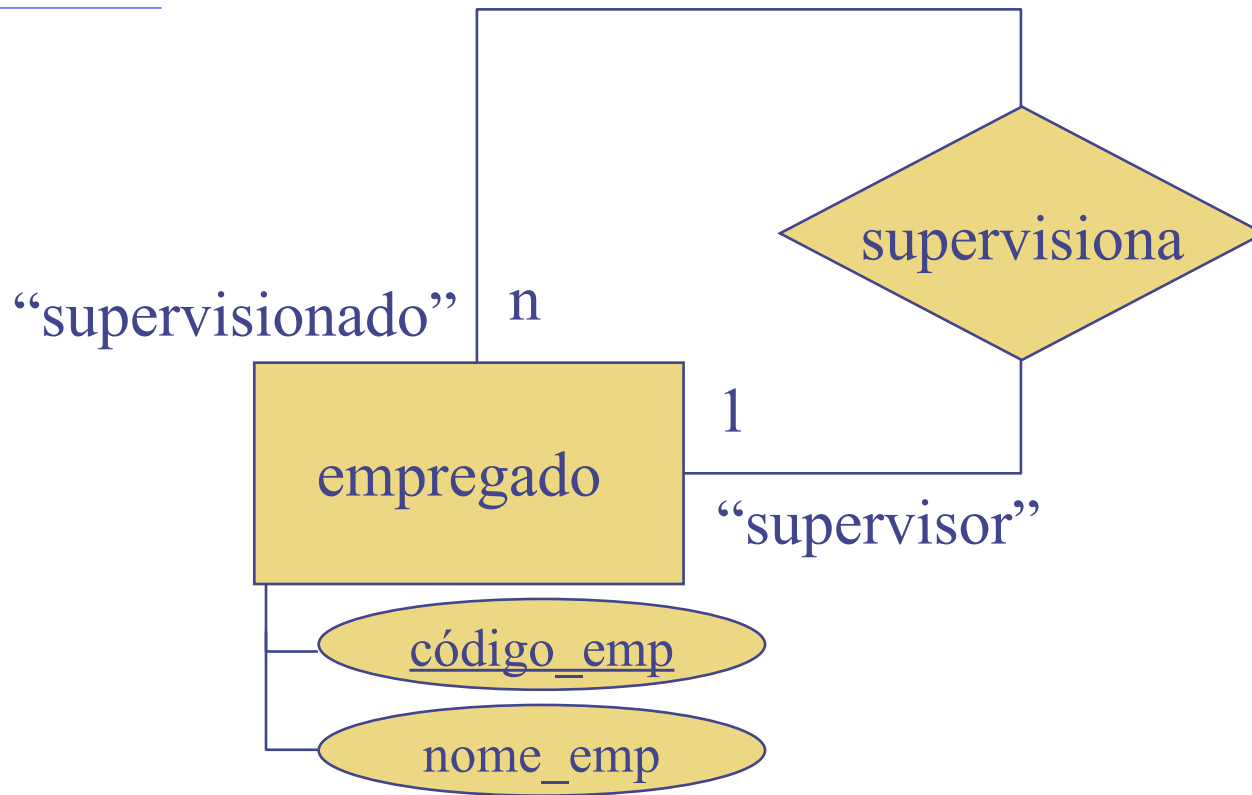 supervisiona
“supervisionado”
n
1
empregado
“supervisor”
código_emp
nome_emp